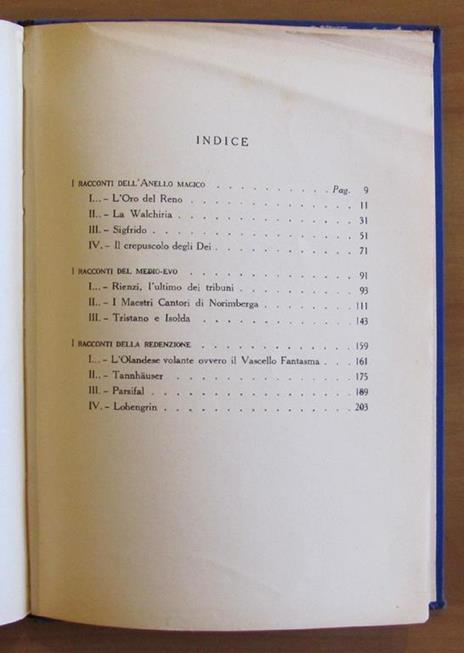 INDICE
I RACCONTI DELL'ANELLO MAGICO . . . . . . . . . . Pag. 9
I... - L'Oro del Reno . . . . . . . . . . . . . . 11
II.. - La Walchiria . . . . . . . . . . . . . . 31
III. - Sigfrido . . . . . . . . . . . . . . . 51
IV. - Il crepuscolo degli Dei . . . . . . . . . . . 71
I RACCONTI DEL MEDIO-EVO . . . . . . . . . . . . 91
I... - Rienzi, l'ultimo dei tribuni . . . . . . . . . . 93
II.. - I Maestri Cantori di Norimberga . . . . . . . . 111
III. - Tristano e Isolda . . . . . . . . . . . . . 143
I RACCONTI DELLA REDENZIONE . . . . . . . . . . . 159
I... - L'Olandese volante ovvero il Vascello Fantasma . . . 161
II.. - Tannhäuser . . . . . . . . . . . . . . 175
III. - Parsifal . . . . . . . . . . . . . . . 189
IV. - Lohengrin . . . . . . . . . . . . . . 203